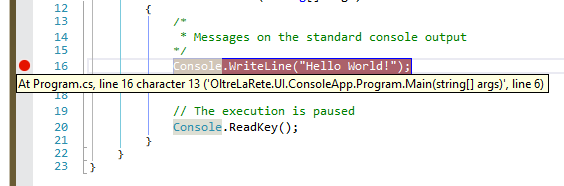 12 {
13 /*
14 * Messages on the standard console output
15 */
16 Console.WriteLine("Hello World!");
At Program.cs, line 16 character 13 ('OltreLaRete.UI.ConsoleApp.Program.Main(string[] args)', line 6)
19 // The execution is paused
20 Console.ReadKey();
21 }
22 }
23 }